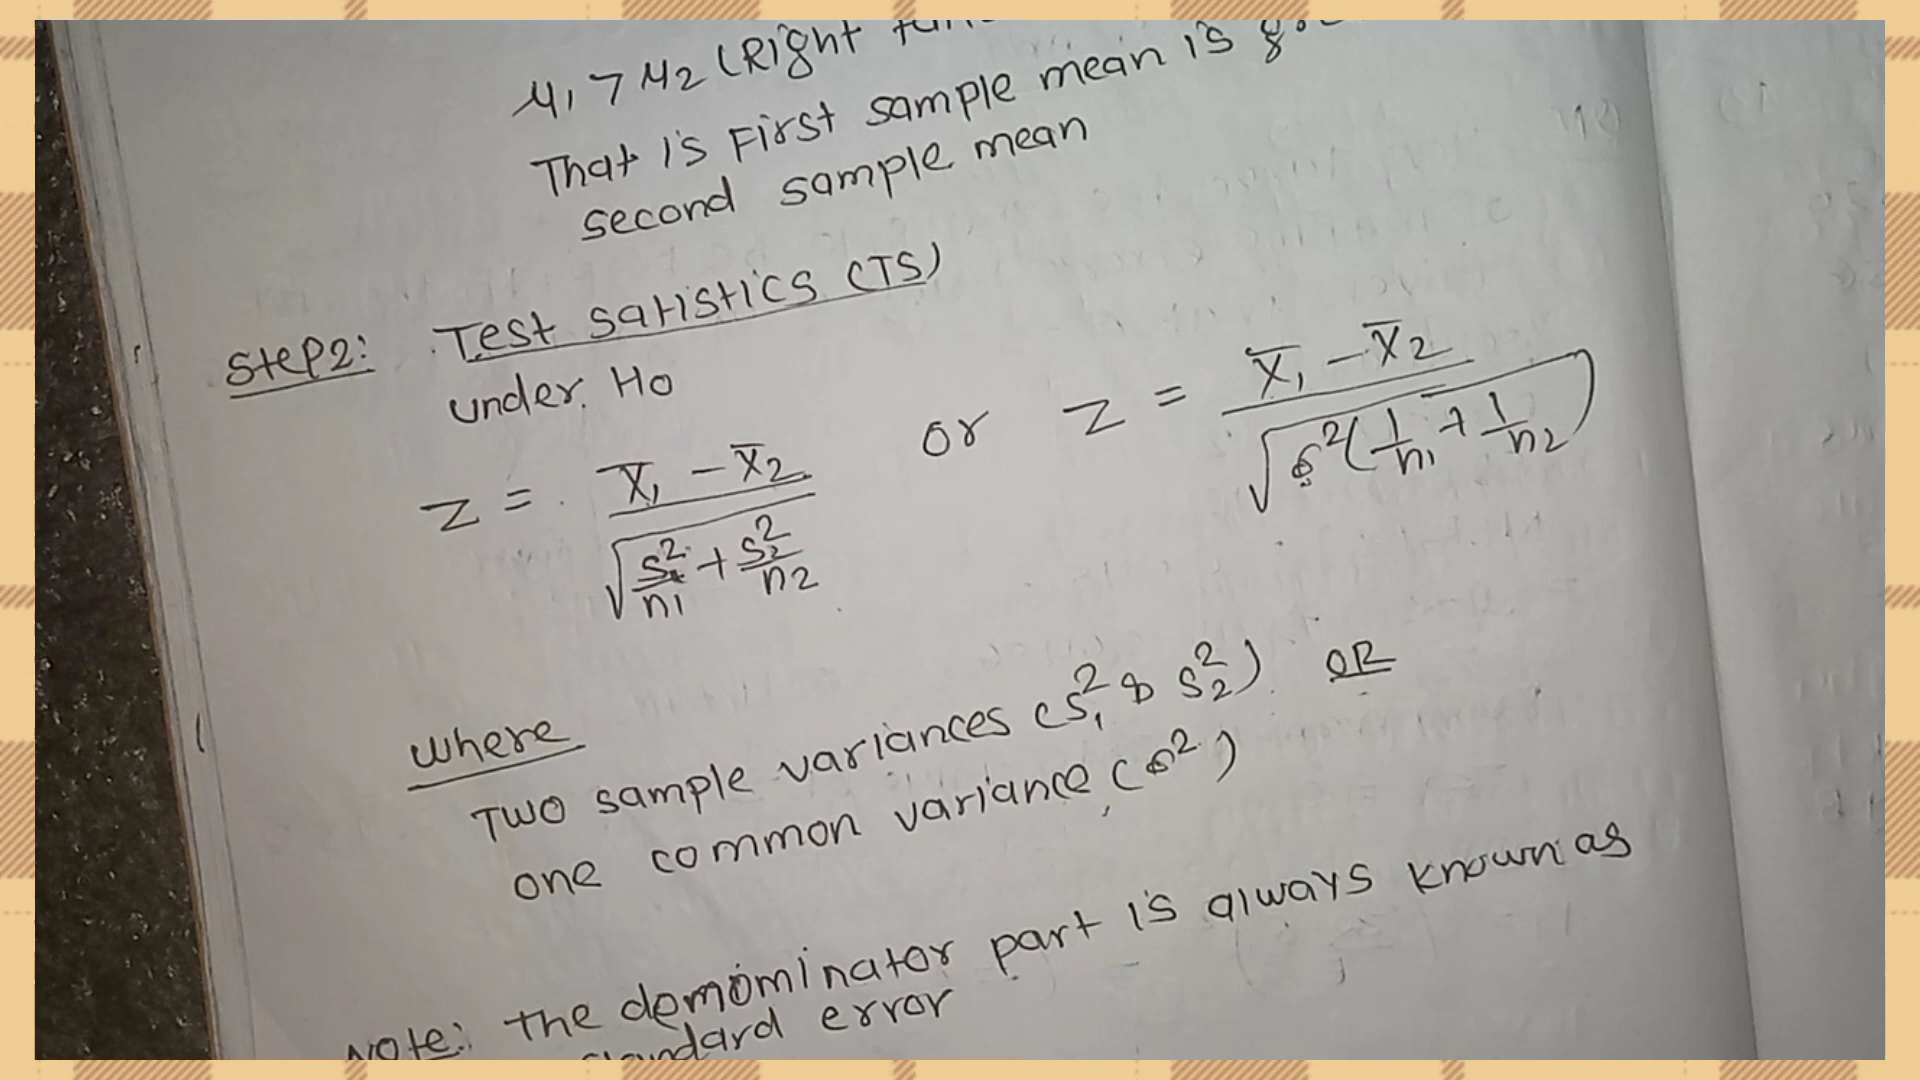 μ₁ > μ₂ (Right
That is First sample mean is
second sample mean
Step2: Test satistics (TS)
under. Ho
Z = X̄₁ - X̄₂ / √(S₁²/n₁ + S₂²/n₂) or Z = X̄₁ - X̄₂ / √(σ²(1/n₁ + 1/n₂))
where
Two sample variances (S₁² & S₂²) OR
one common variance (σ²)
Note: the demominator part is always known as
standard error